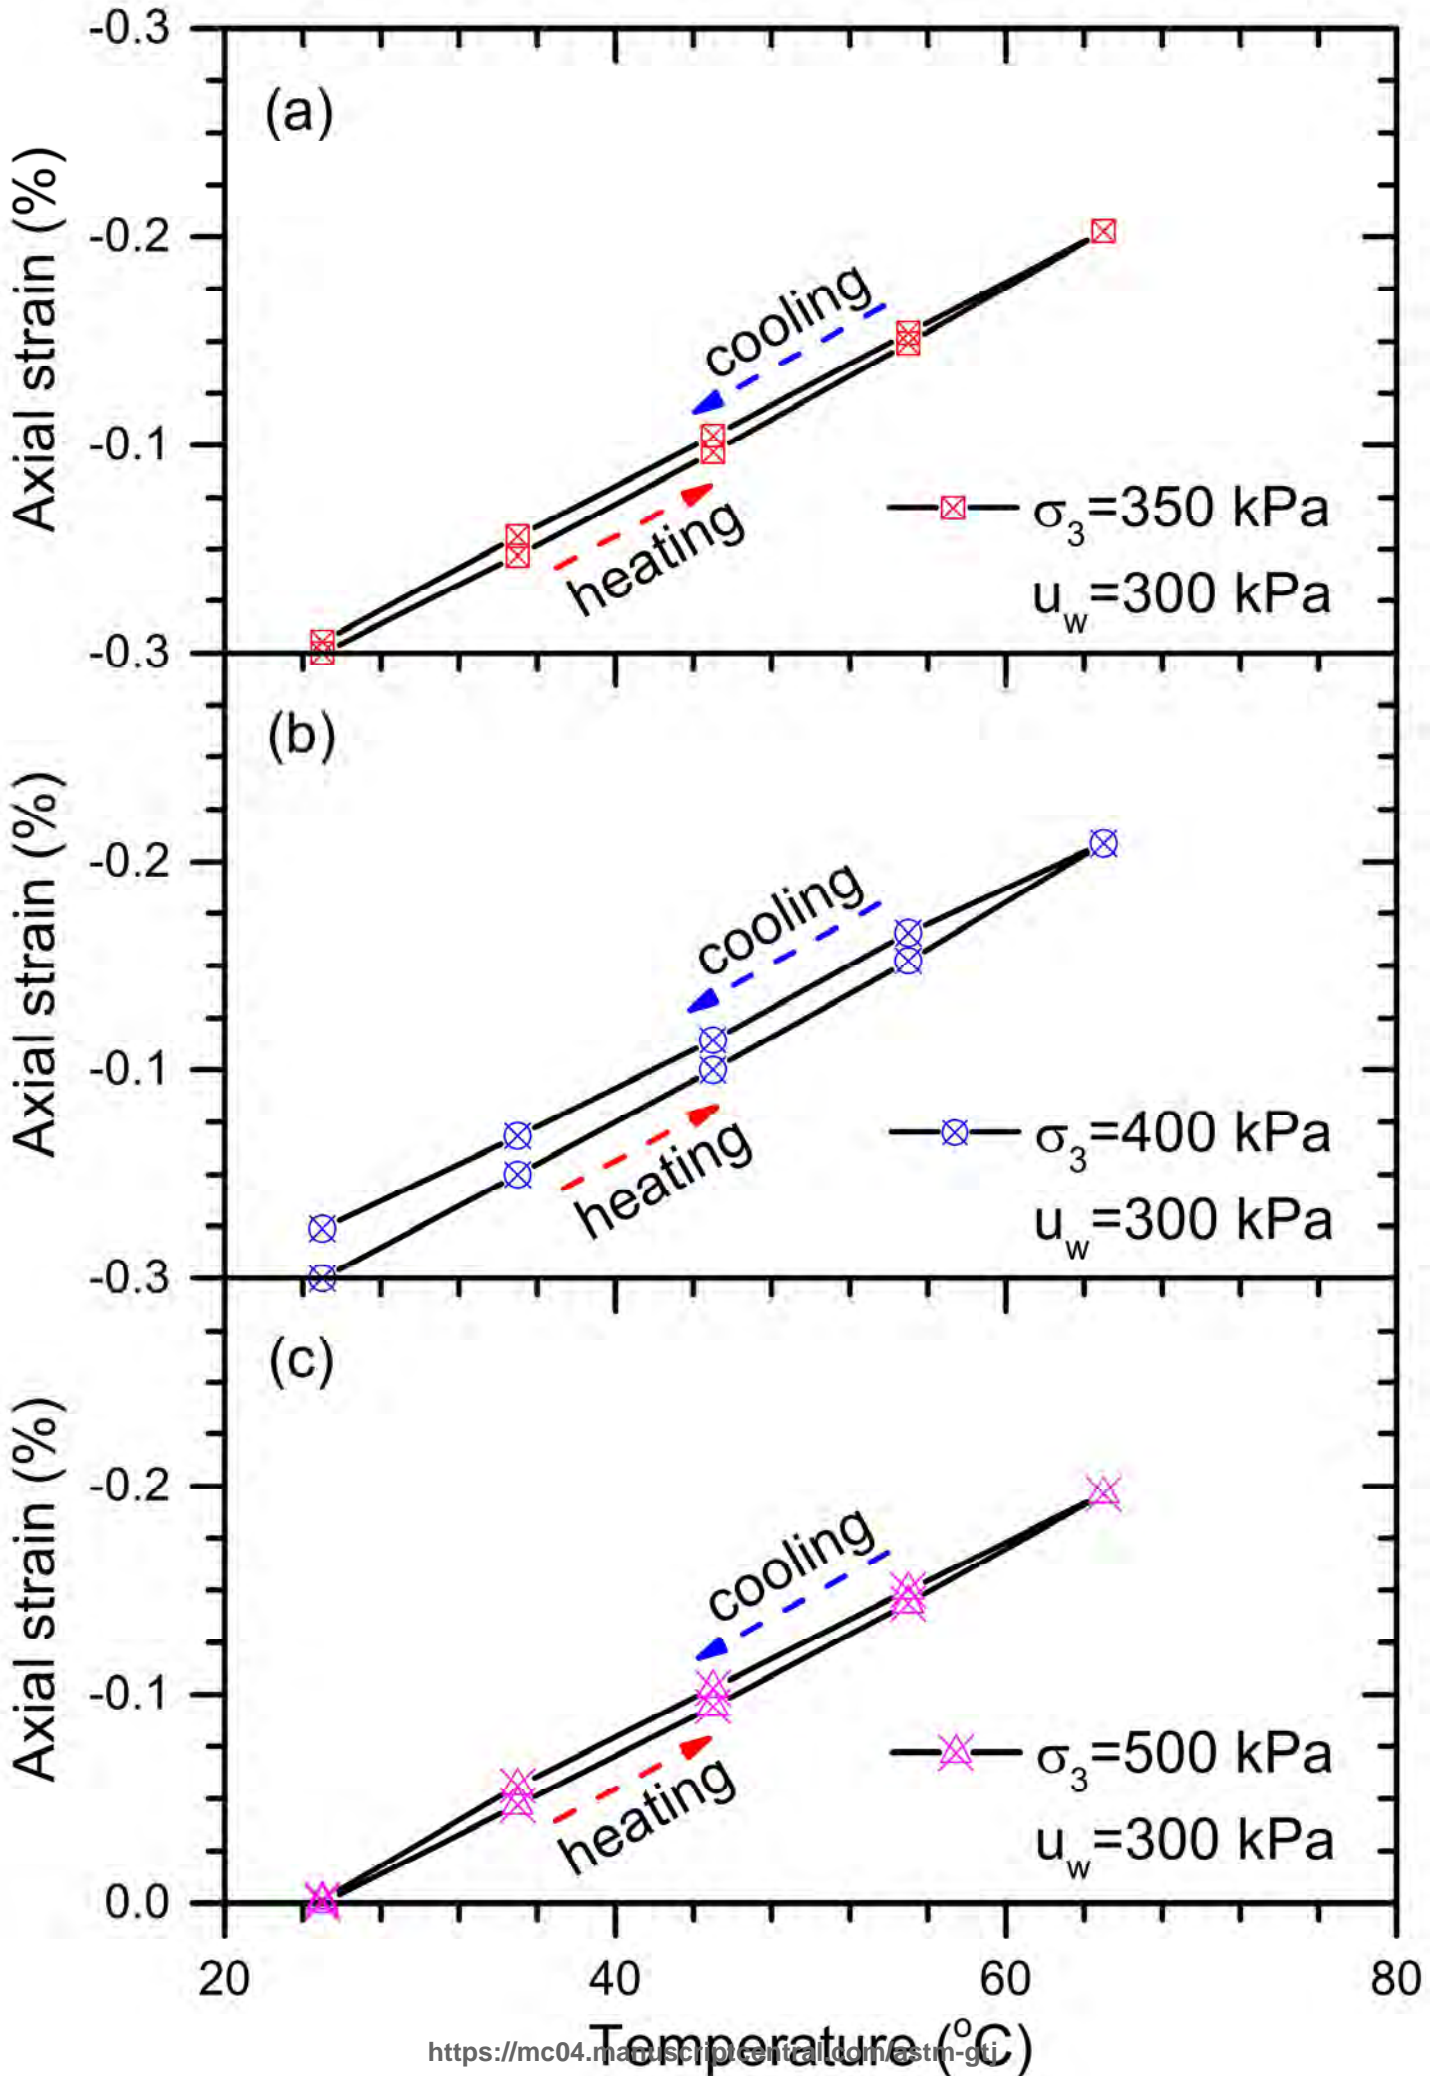 -0.3
(a)
Axial strain (%)
-0.2
cooling
-0.1
heating
σ3=350 kPa
uw=300 kPa
-0.3
(b)
Axial strain (%)
-0.2
cooling
-0.1
heating
σ3=400 kPa
uw=300 kPa
-0.3
(c)
Axial strain (%)
-0.2
cooling
-0.1
heating
σ3=500 kPa
uw=300 kPa
0.0
20 40 60 80
Temperature (oC)
https://mc04.manuscriptcentral.com/astm-gtj